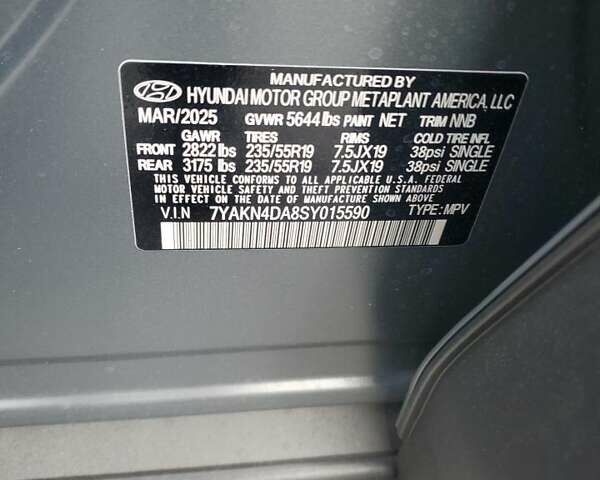 MANUFACTURED BY
HYUNDAI MOTOR GROUP METAPLANT AMERICA, LLC
MAR/2025 GVWR 5644 lbs PAINT NET TRIM NNB
GAWR TIRES RIMS COLD TIRE INFL
FRONT 2822 lbs 235/55R19 7.5JX19 38psi SINGLE
REAR 3175 lbs 235/55R19 7.5JX19 38psi SINGLE
THIS VEHICLE CONFORMS TO ALL APPLICABLE FEDERAL
MOTOR VEHICLE SAFETY AND THEFT PREVENTION STANDARDS
IN EFFECT ON THE DATE OF MANUFACTURE SHOWN ABOVE.
V.I.N 7YAKN4DA8SY015590 TYPE:MPV